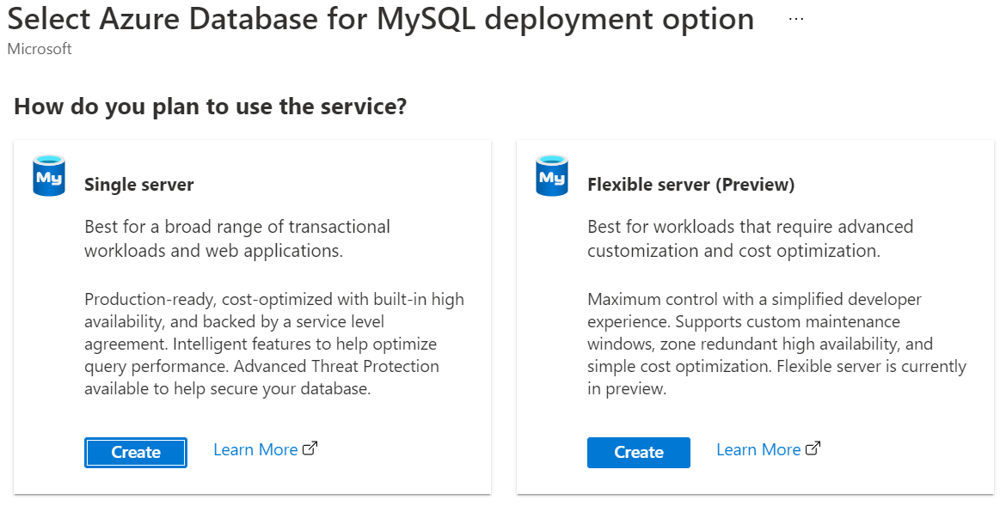 Select Azure Database for MySQL deployment option ...
Microsoft
How do you plan to use the service?
My
Single server
Best for a broad range of transactional
workloads and web applications.
Production-ready, cost-optimized with built-in high
availability, and backed by a service level
agreement. Intelligent features to help optimize
query performance. Advanced Threat Protection
available to help secure your database.
Create
Learn More
My
Flexible server (Preview)
Best for workloads that require advanced
customization and cost optimization.
Maximum control with a simplified developer
experience. Supports custom maintenance
windows, zone redundant high availability, and
simple cost optimization. Flexible server is currently
in preview.
Create
Learn More